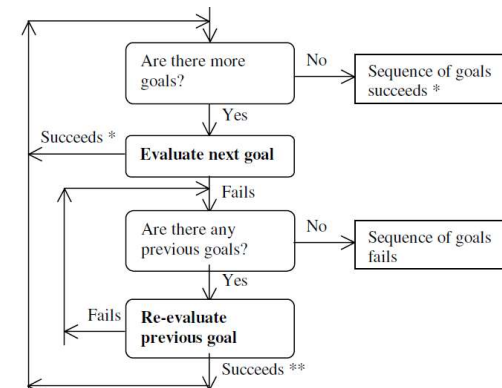 Are there more
goals?
No
Sequence of goals
succeeds *
Yes
Succeeds *
Evaluate next goal
Fails
Are there any
previous goals?
No
Sequence of goals
fails
Yes
Fails
Re-evaluate
previous goal
Succeeds **